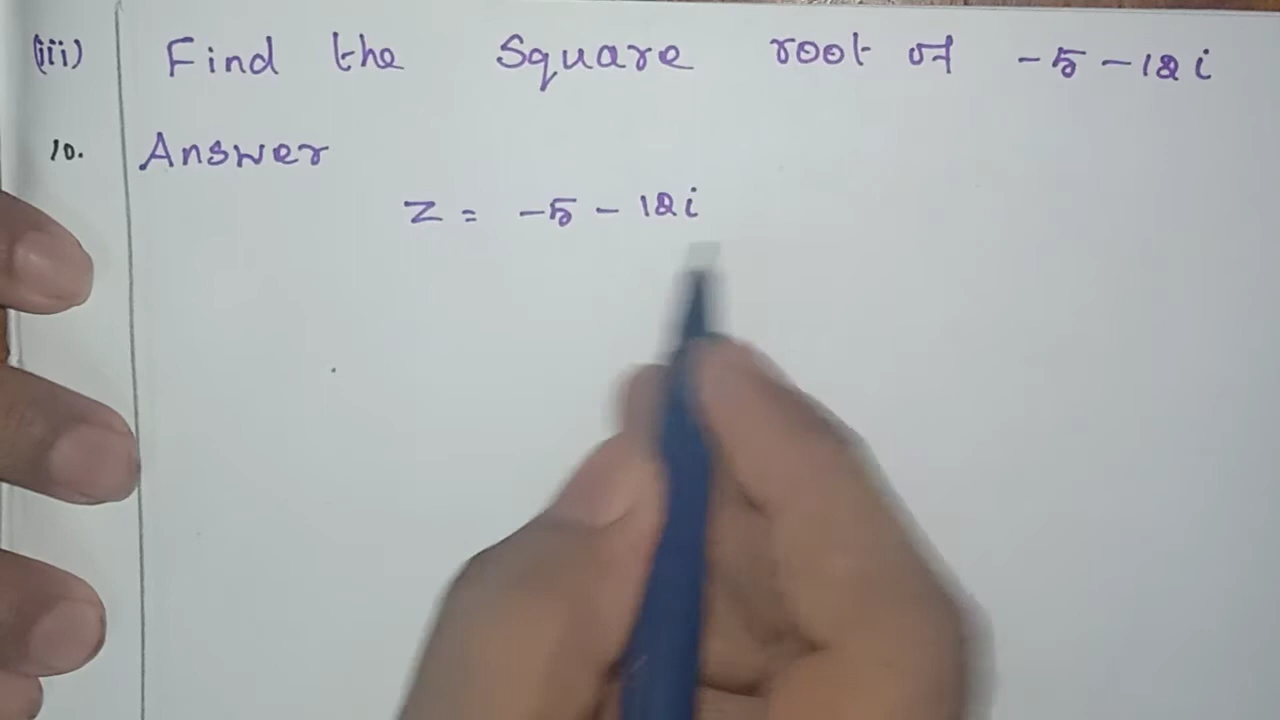 (iii) Find the Square root of -5-12i
10. Answer
z = -5 - 12i